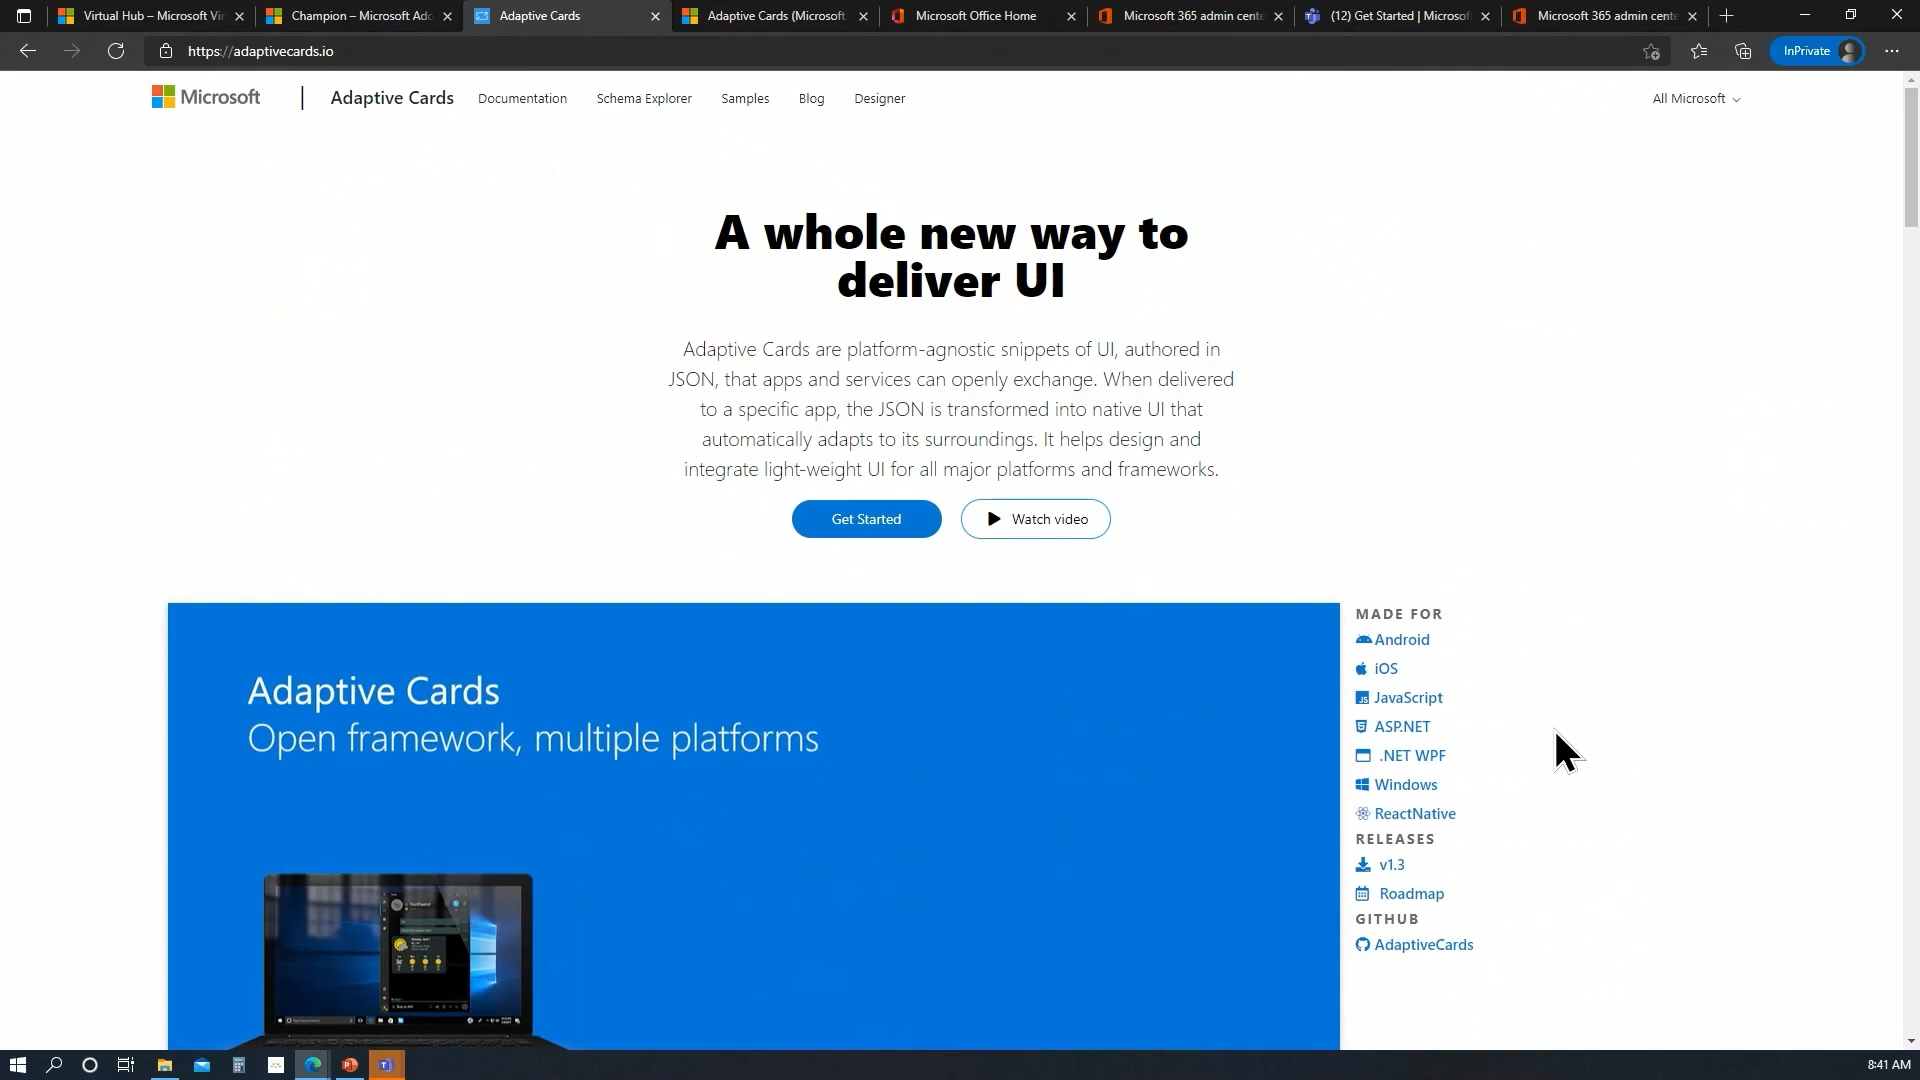 Virtual Hub – Microsoft Vir
Champion – Microsoft Adc
Adaptive Cards
Adaptive Cards (Microsoft
Microsoft Office Home
Microsoft 365 admin cente
(12) Get Started | Microsof
Microsoft 365 admin cente
https://adaptivecards.io
InPrivate
Microsoft
Adaptive Cards
Documentation
Schema Explorer
Samples
Blog
Designer
All Microsoft
A whole new way to
deliver UI
Adaptive Cards are platform-agnostic snippets of UI, authored in
JSON, that apps and services can openly exchange. When delivered
to a specific app, the JSON is transformed into native UI that
automatically adapts to its surroundings. It helps design and
integrate light-weight UI for all major platforms and frameworks.
Get Started
Watch video
Adaptive Cards
Open framework, multiple platforms
MADE FOR
Android
iOS
JavaScript
ASP.NET
.NET WPF
Windows
ReactNative
RELEASES
v1.3
Roadmap
GITHUB
AdaptiveCards
8:41 AM